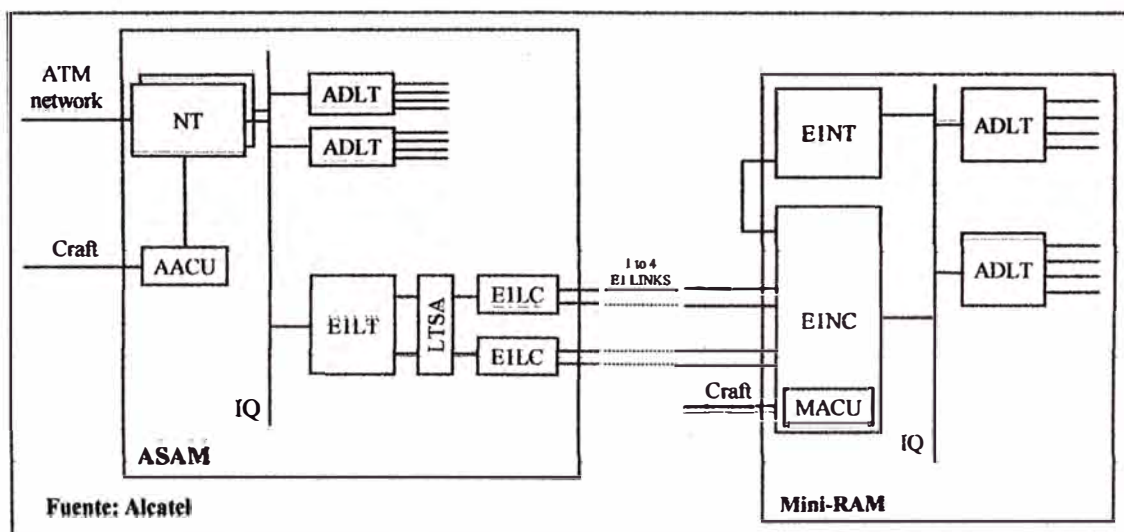 ATM
network
NT
ADLT
ADLT
Craft
AACU
E1LT
LTSA
E1LC
E1LC
IQ
ASAM
1 to 4
E1 LINKS
E1NT
ADLT
ADLT
E1NC
Craft
MACU
IQ
Mini-RAM
Fuente: Alcatel